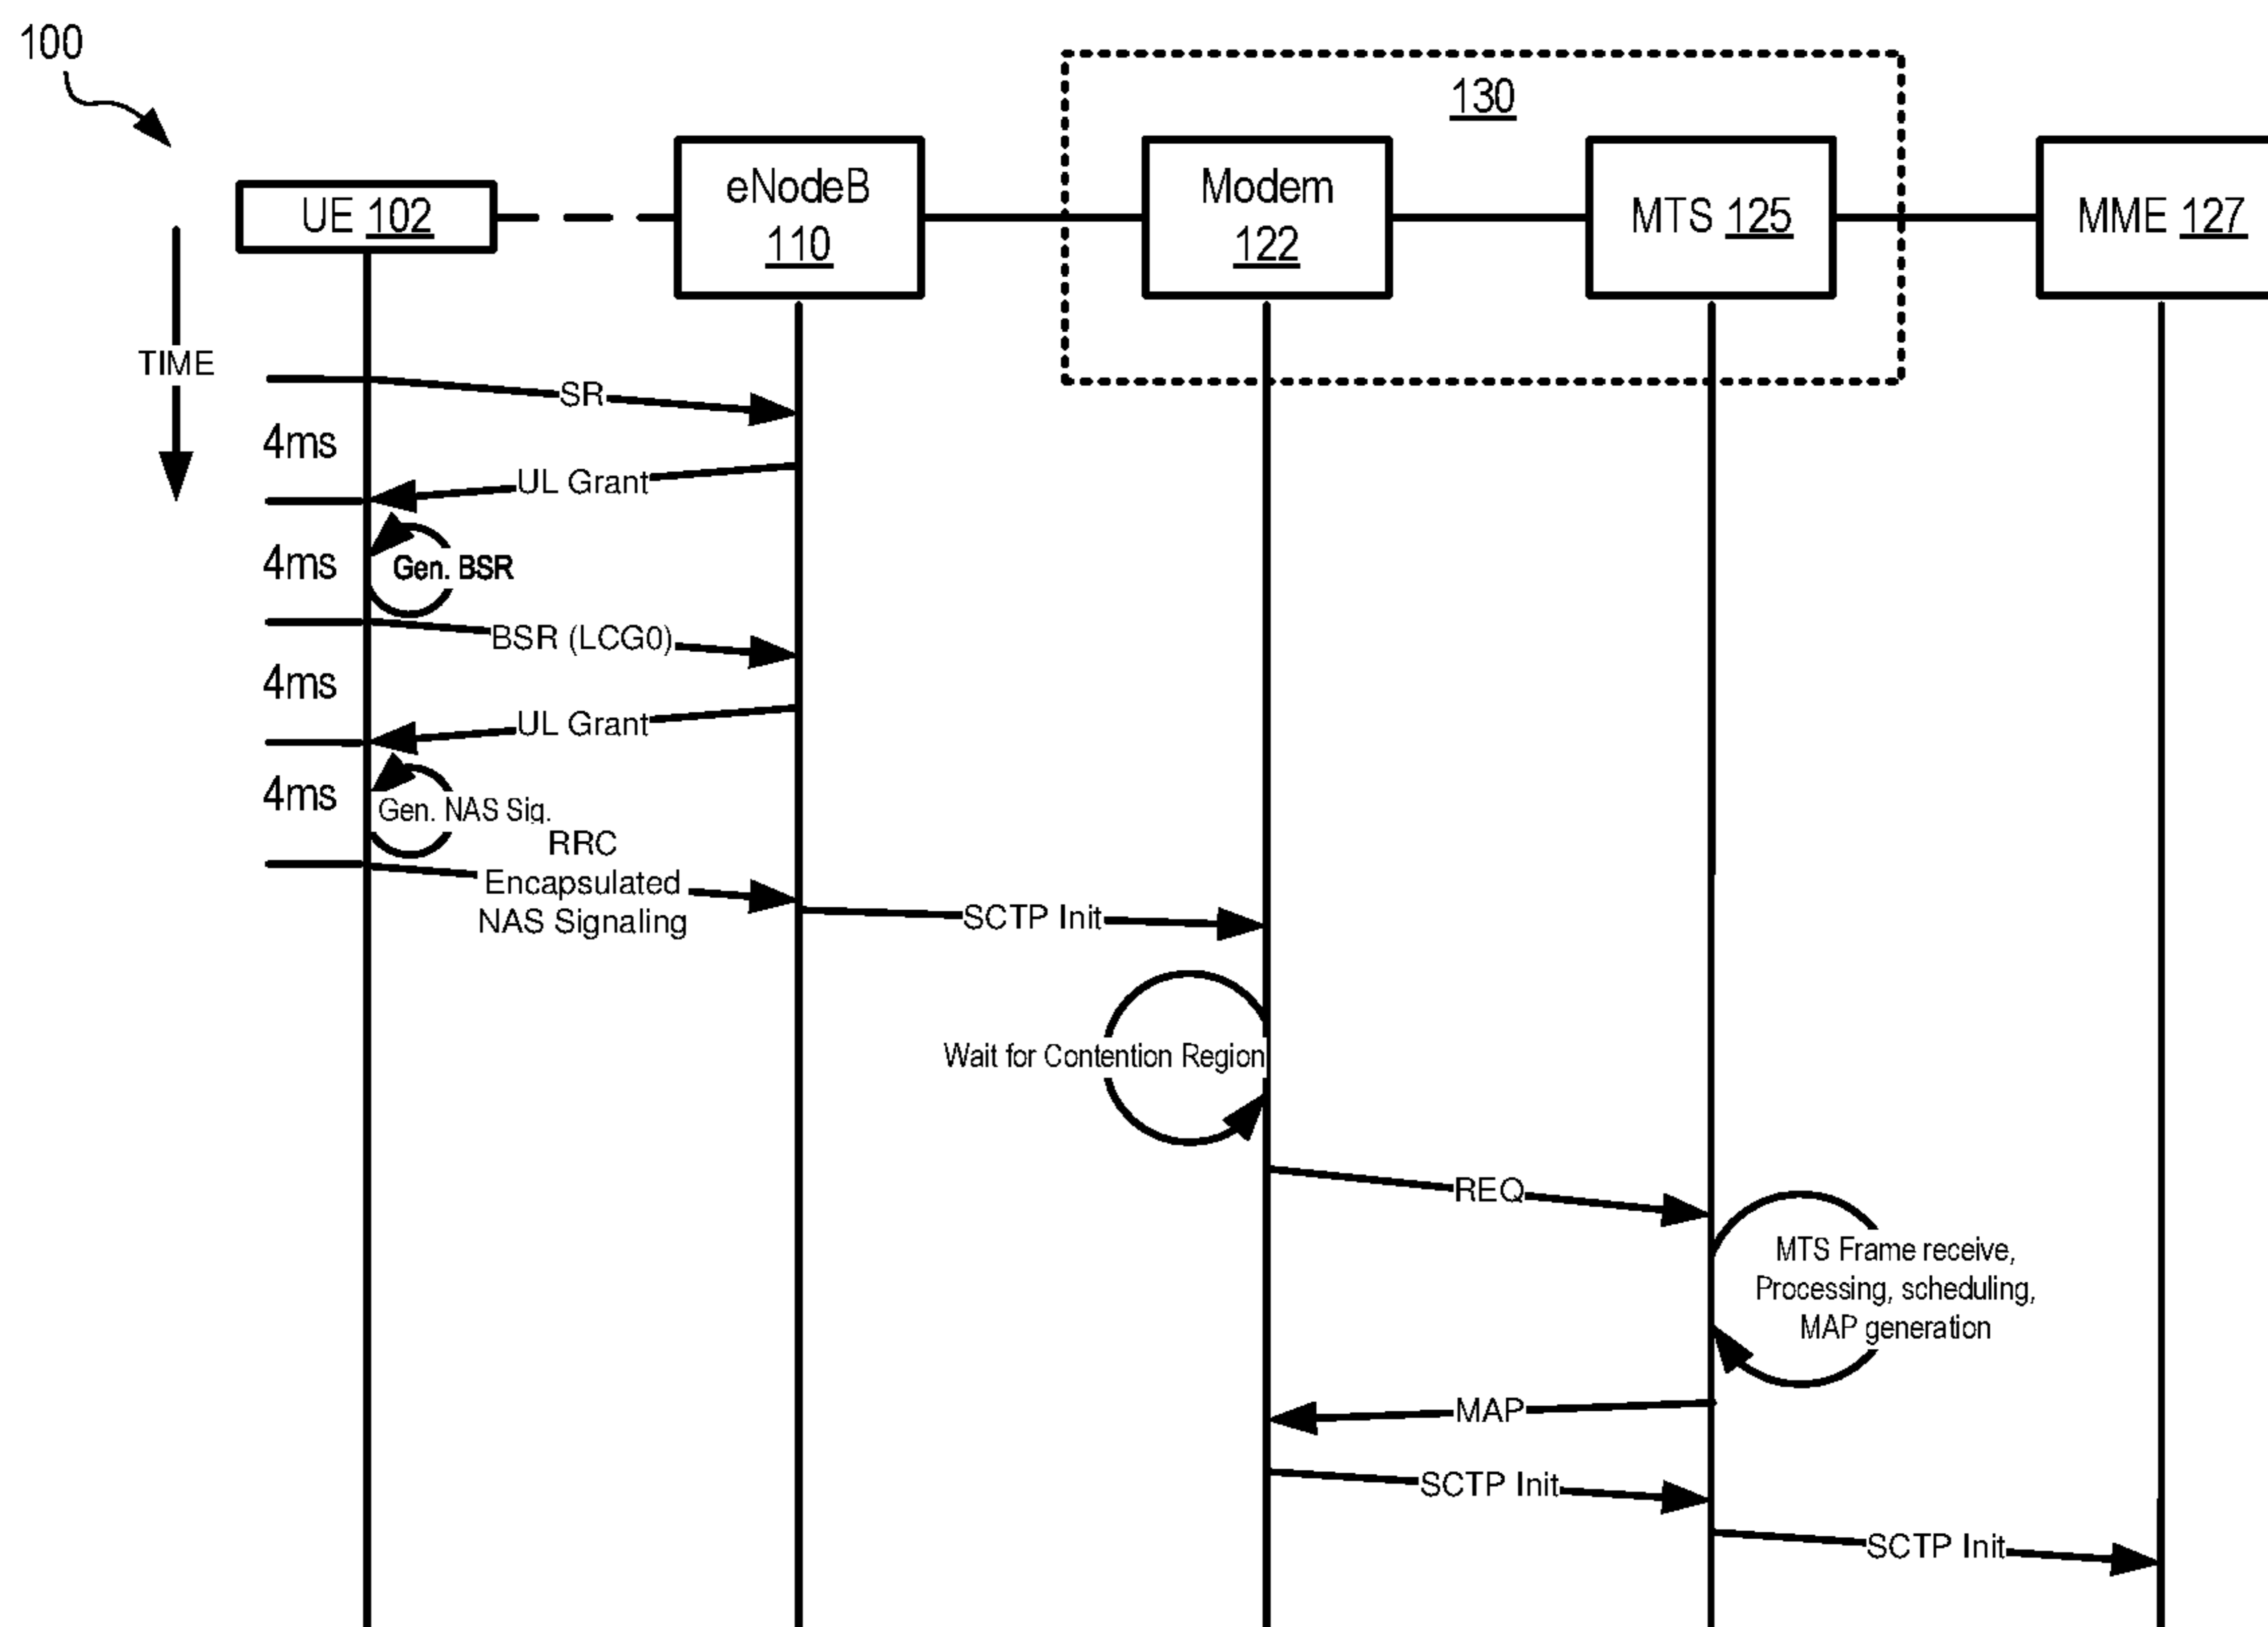 100
130
UE 102
eNodeB
110
Modem
122
MTS 125
MME 127
TIME
SR
4ms
UL Grant
4ms
Gen. BSR
BSR (LCG0)
4ms
UL Grant
4ms
Gen. NAS Sig.
RRC
Encapsulated
NAS Signaling
SCTP Init
Wait for Contention Region
REQ
MTS Frame receive,
Processing, scheduling,
MAP generation
MAP
SCTP Init
SCTP Init